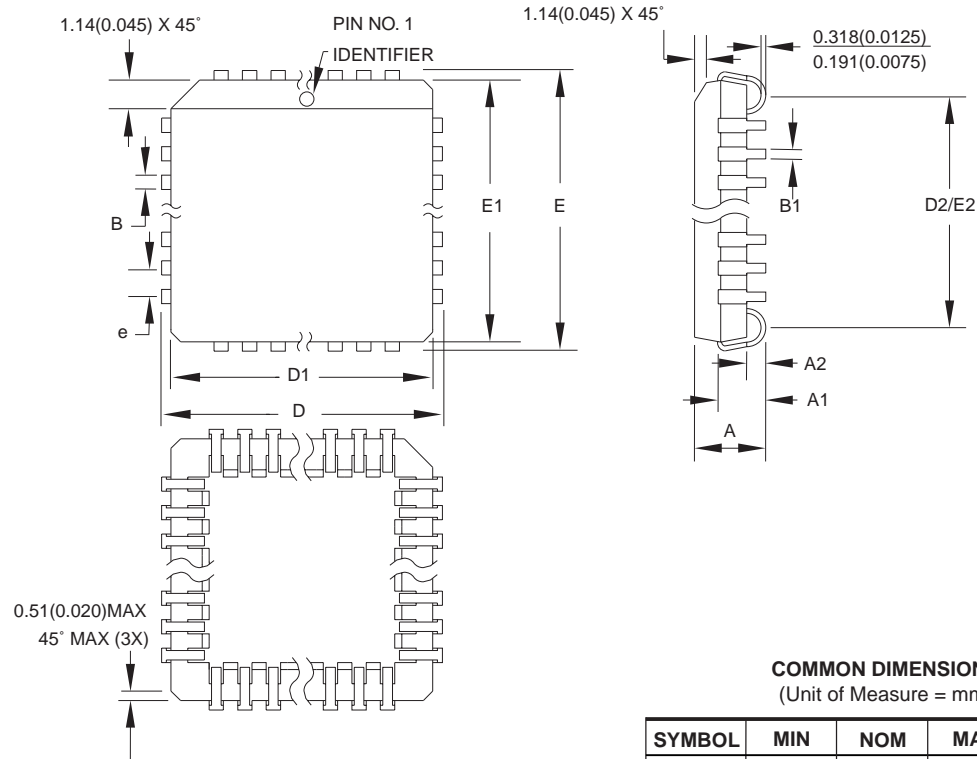 1.14(0.045) X 45˚
PIN NO. 1
IDENTIFIER
1.14(0.045) X 45˚
0.318(0.0125)
0.191(0.0075)
B
e
E1
E
B1
D2/E2
A2
A1
A
D1
D
0.51(0.020)MAX
45˚ MAX (3X)
COMMON DIMENSION
(Unit of Measure = mm
SYMBOL MIN NOM MA